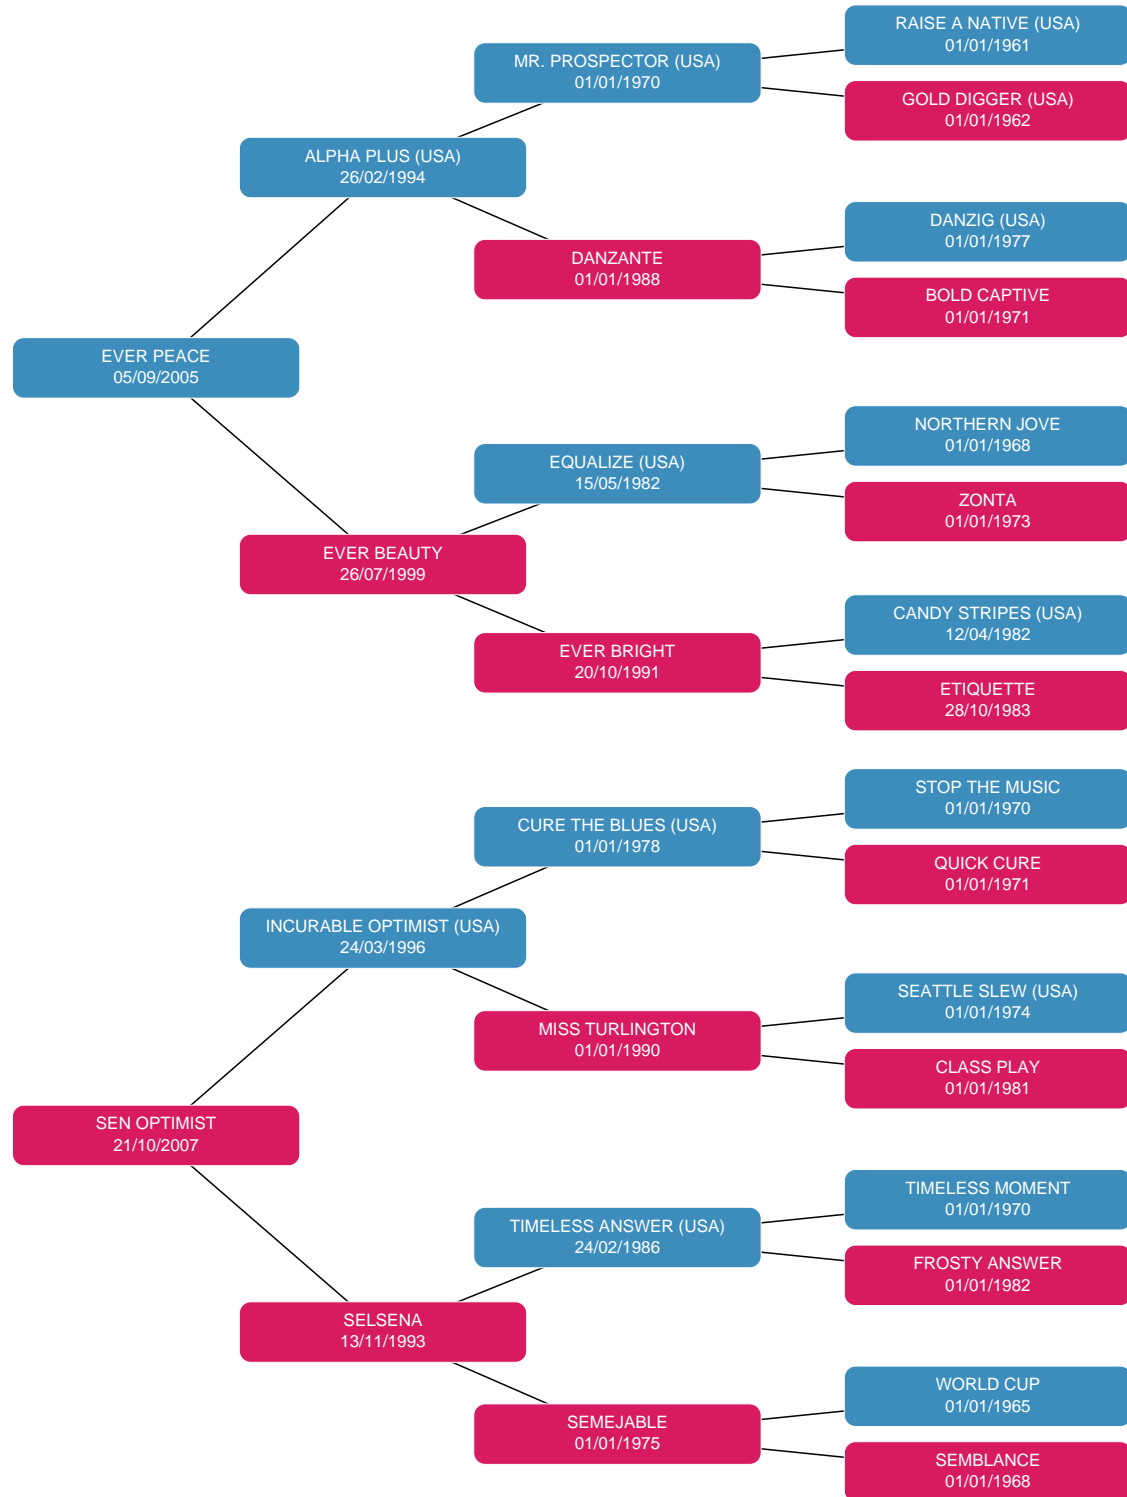 RAISE A NATIVE (USA)
01/01/1961
MR. PROSPECTOR (USA)
01/01/1970
GOLD DIGGER (USA)
01/01/1962
ALPHA PLUS (USA)
26/02/1994
DANZIG (USA)
01/01/1977
DANZANTE
01/01/1988
BOLD CAPTIVE
01/01/1971
EVER PEACE
05/09/2005
NORTHERN JOVE
01/01/1968
EQUALIZE (USA)
15/05/1982
ZONTA
01/01/1973
EVER BEAUTY
26/07/1999
CANDY STRIPES (USA)
12/04/1982
EVER BRIGHT
20/10/1991
ETIQUETTE
28/10/1983
STOP THE MUSIC
01/01/1970
CURE THE BLUES (USA)
01/01/1978
QUICK CURE
01/01/1971
INCURABLE OPTIMIST (USA)
24/03/1996
SEATTLE SLEW (USA)
01/01/1974
MISS TURLINGTON
01/01/1990
CLASS PLAY
01/01/1981
SEN OPTIMIST
21/10/2007
TIMELESS MOMENT
01/01/1970
TIMELESS ANSWER (USA)
24/02/1986
FROSTY ANSWER
01/01/1982
SELSENA
13/11/1993
WORLD CUP
01/01/1965
SEMEJABLE
01/01/1975
SEMBLANCE
01/01/1968